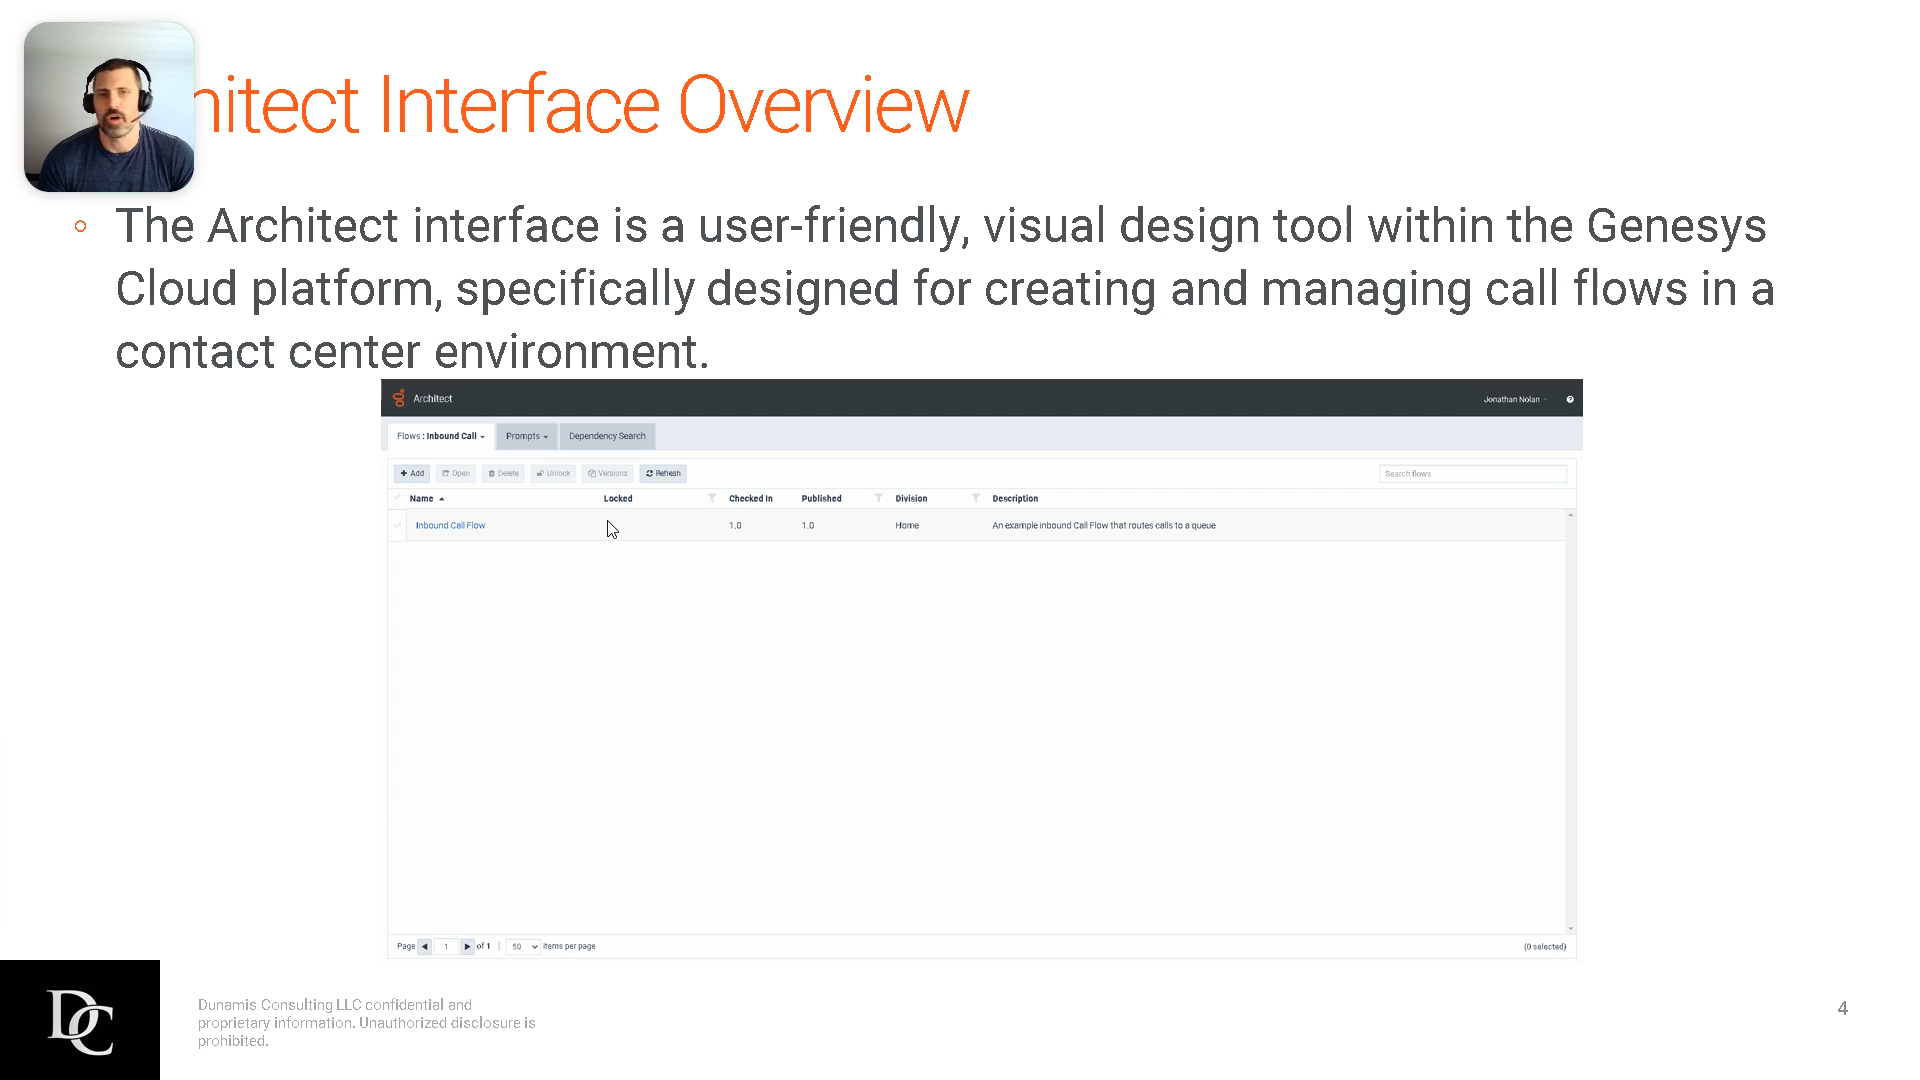 hitect Interface Overview
The Architect interface is a user-friendly, visual design tool within the Genesys
Cloud platform, specifically designed for creating and managing call flows in a
contact center environment.
Architect
Jonathan Nolan
Flows : Inbound Call
Prompts
Dependency Search
Add
Open
Delete
Unlock
Versions
Refresh
Search flows
Name
Locked
Checked In
Published
Division
Description
Inbound Call Flow
1.0
1.0
Home
An example inbound Call Flow that routes calls to a queue
Page
1
of 1
50
items per page
(0 selected)
DC
Dunamis Consulting LLC confidential and
proprietary information. Unauthorized disclosure is
prohibited.
4